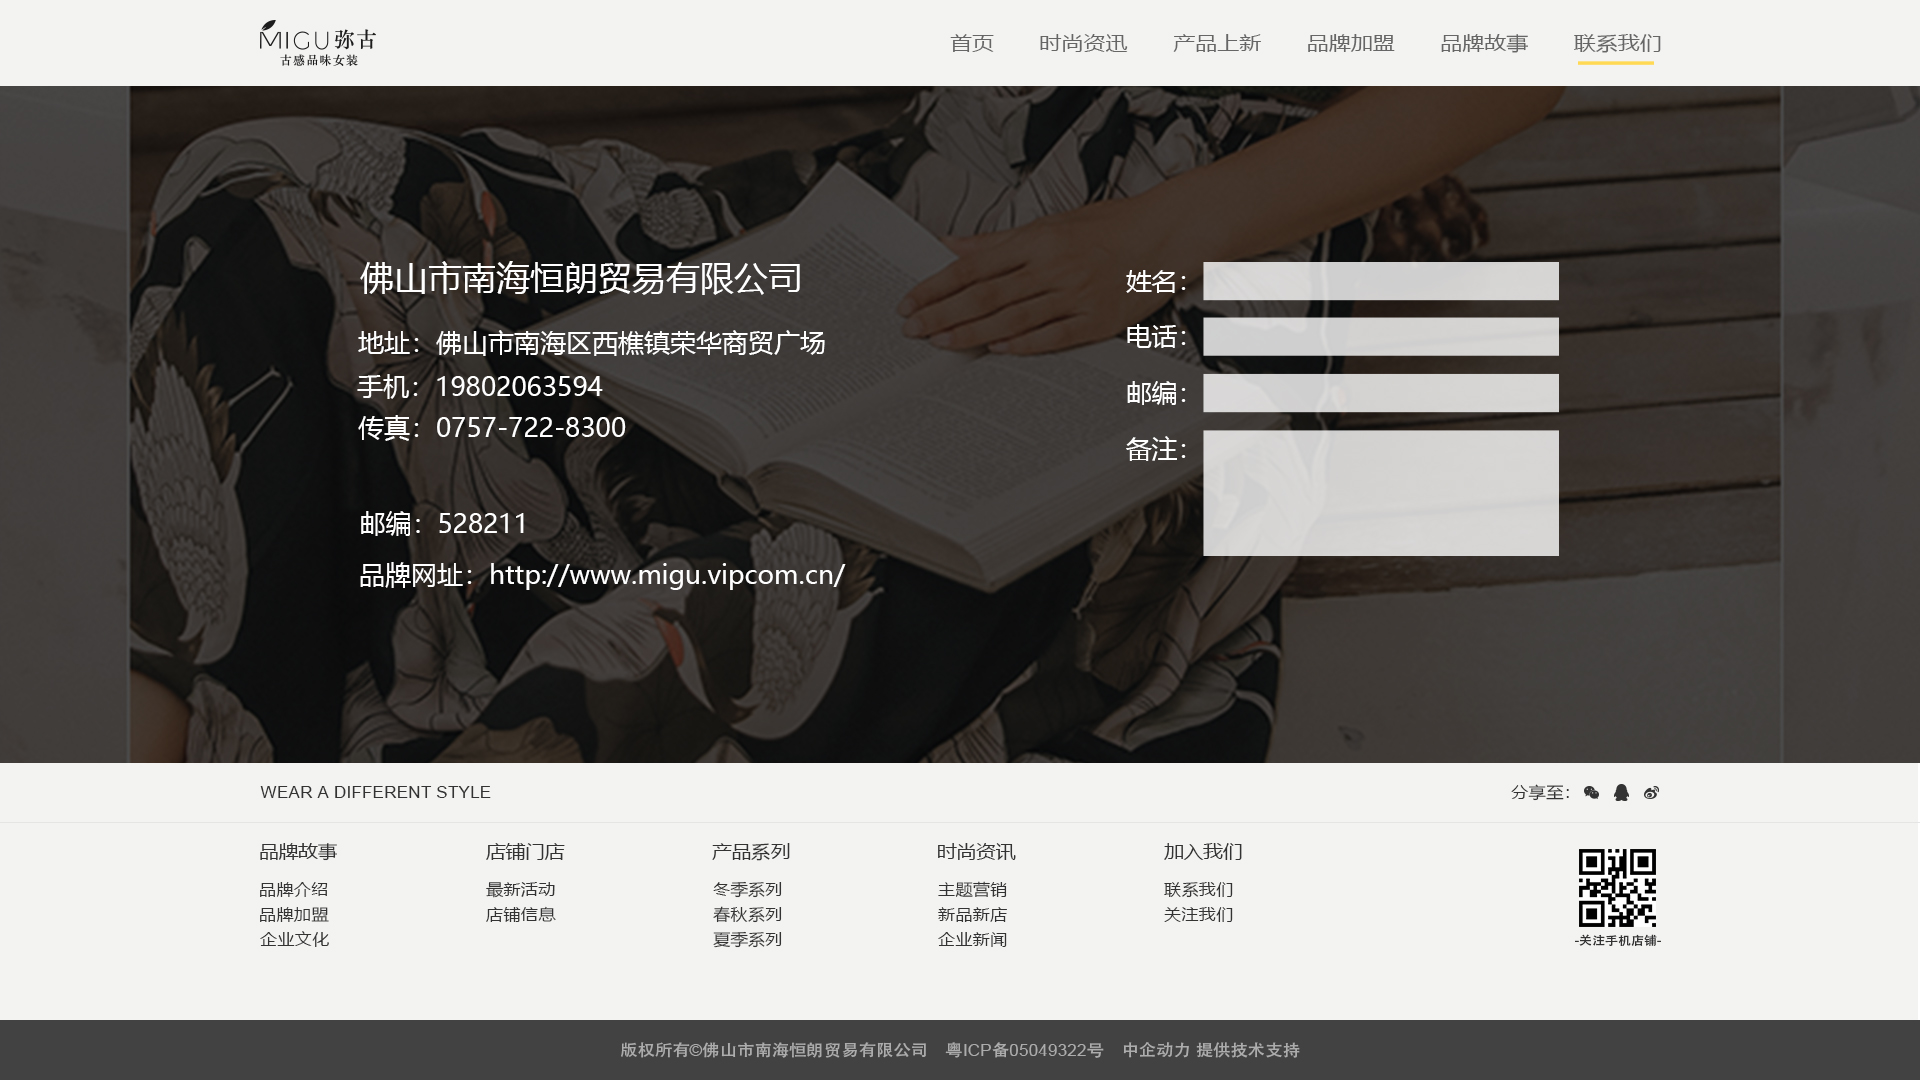 MIGU 弥古
古感品味女装
首页 时尚资讯 产品上新 品牌加盟 品牌故事 联系我们
佛山市南海恒朗贸易有限公司
地址：佛山市南海区西樵镇荣华商贸广场
手机：19802063594
传真：0757-722-8300
邮编：528211
品牌网址：http://www.migu.vipcom.cn/
姓名：
电话：
邮编：
备注：
WEAR A DIFFERENT STYLE
分享至：
品牌故事 店铺门店 产品系列 时尚资讯 加入我们
品牌介绍 最新活动 冬季系列 主题营销 联系我们
品牌加盟 店铺信息 春秋系列 新品新店 关注我们
企业文化 夏季系列 企业新闻
-关注手机店铺-
版权所有©佛山市南海恒朗贸易有限公司 粤ICP备05049322号 中企动力 提供技术支持